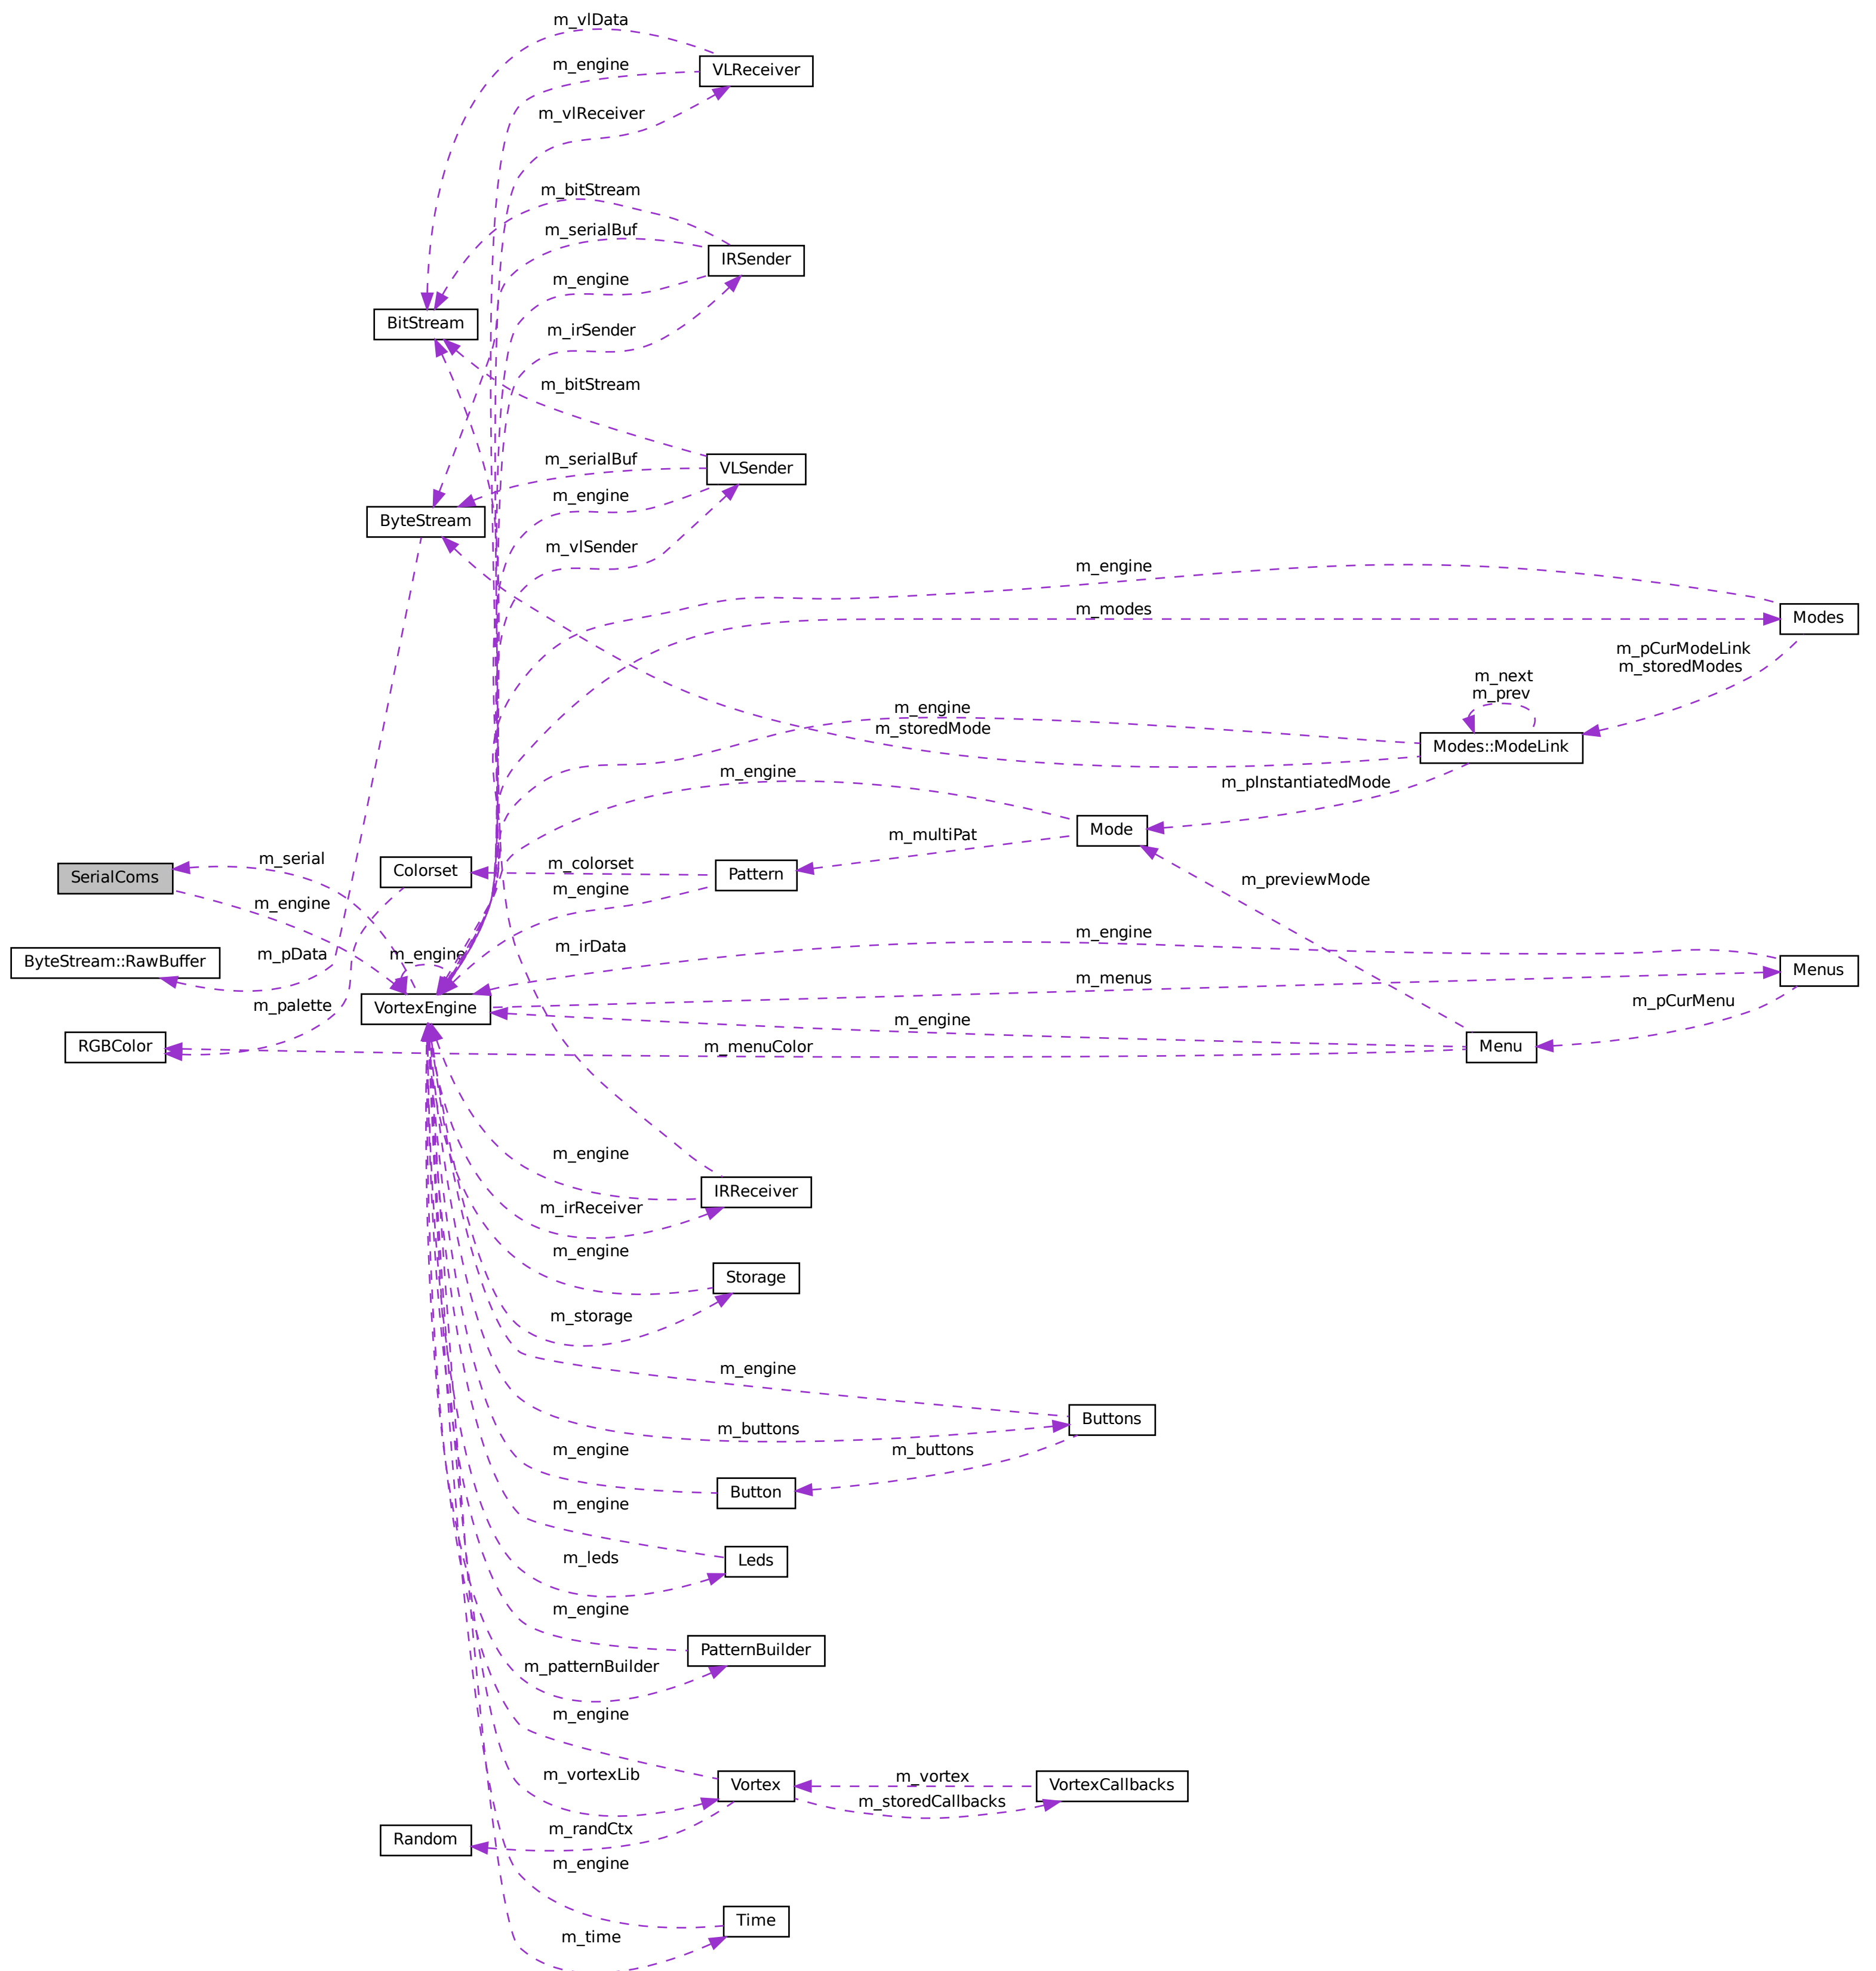 m_vlData
m_engine
VLReceiver
m_vlReceiver
m_bitStream
m_serialBuf
IRSender
m_engine
BitStream
m_irSender
m_bitStream
m_serialBuf
VLSender
m_engine
ByteStream
m_vlSender
m_engine
m_modes
Modes
m_pCurModeLink
m_storedModes
m_next
m_prev
m_engine
m_storedMode
Modes::ModeLink
m_engine
m_pInstantiatedMode
Mode
m_multiPat
m_serial
SerialComs
Colorset
m_colorset
Pattern
m_previewMode
m_engine
m_engine
m_engine
m_irData
m_engine
ByteStream::RawBuffer
m_pData
m_engine
Menus
m_menus
m_palette
VortexEngine
m_engine
m_pCurMenu
RGBColor
m_menuColor
Menu
m_engine
IRReceiver
m_irReceiver
m_engine
Storage
m_storage
m_engine
Buttons
m_buttons
m_engine
m_buttons
Button
m_engine
Leds
m_leds
m_engine
PatternBuilder
m_patternBuilder
m_engine
m_vortexLib
Vortex
m_vortex
VortexCallbacks
m_storedCallbacks
Random
m_randCtx
m_engine
Time
m_time